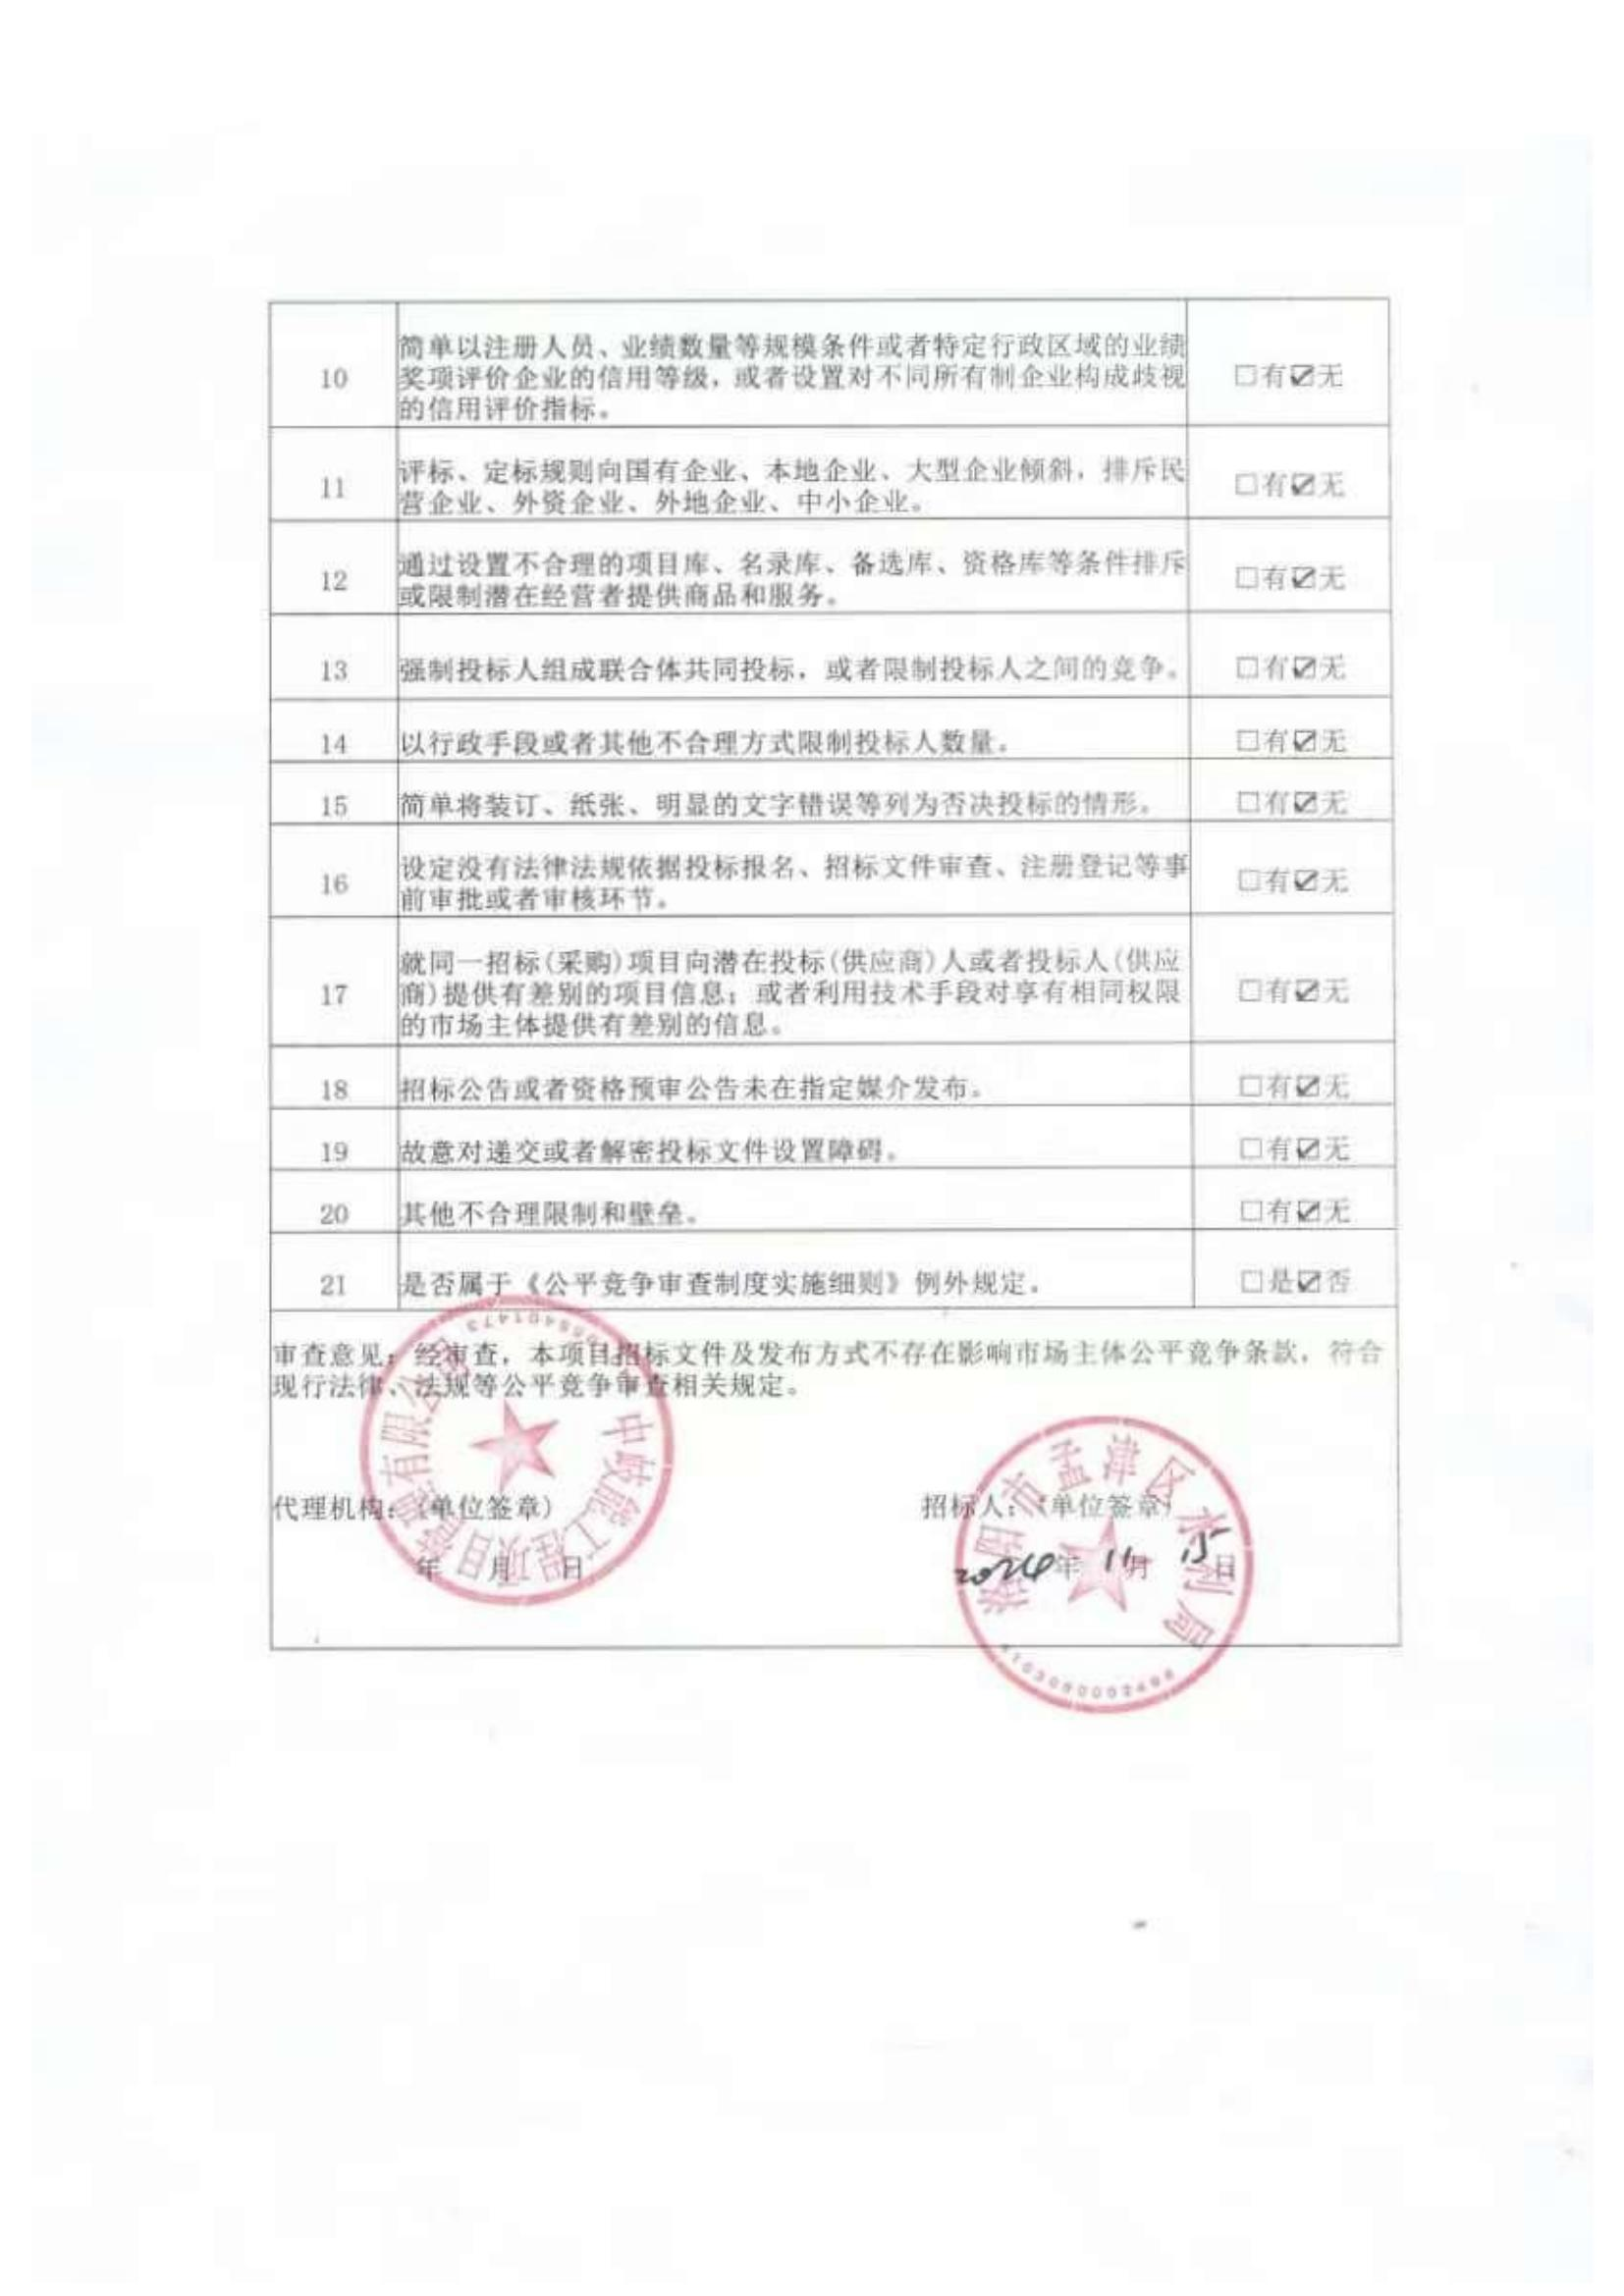 10
简单以注册人员、业绩数量等规模条件或者特定行政区域的业绩
奖项评价企业的信用等级，或者设置对不同所有制企业构成歧视
的信用评价指标。
□有☑无
11
评标、定标规则向国有企业、本地企业、大型企业倾斜，排斥民
营企业、外资企业、外地企业、中小企业。
□有☑无
12
通过设置不合理的项目库、名录库、备选库、资格库等条件排斥
或限制潜在经营者提供商品和服务。
□有☑无
13
强制投标人组成联合体共同投标，或者限制投标人之间的竞争。
□有☑无
14
以行政手段或者其他不合理方式限制投标人数量。
□有☑无
15
简单将装订、纸张、明显的文字错误等列为否决投标的情形。
□有☑无
16
设定没有法律法规依据投标报名、招标文件审查、注册登记等事
前审批或者审核环节。
□有☑无
17
就同一招标(采购)项目向潜在投标(供应商)人或者投标人(供应
商)提供有差别的项目信息；或者利用技术手段对享有相同权限
的市场主体提供有差别的信息。
□有☑无
18
招标公告或者资格预审公告未在指定媒介发布。
□有☑无
19
故意对递交或者解密投标文件设置障碍。
□有☑无
20
其他不合理限制和壁垒。
□有☑无
21
是否属于《公平竞争审查制度实施细则》例外规定。
□是☑否
审查意见：经审查，本项目招标文件及发布方式不存在影响市场主体公平竞争条款，符合
现行法律、法规等公平竞争审查相关规定。
代理机构：（单位签章）
招标人：（单位签章）
年 月 日
2024年 11月 15日
工程项目管理有限公司
洛阳市孟津区水利局